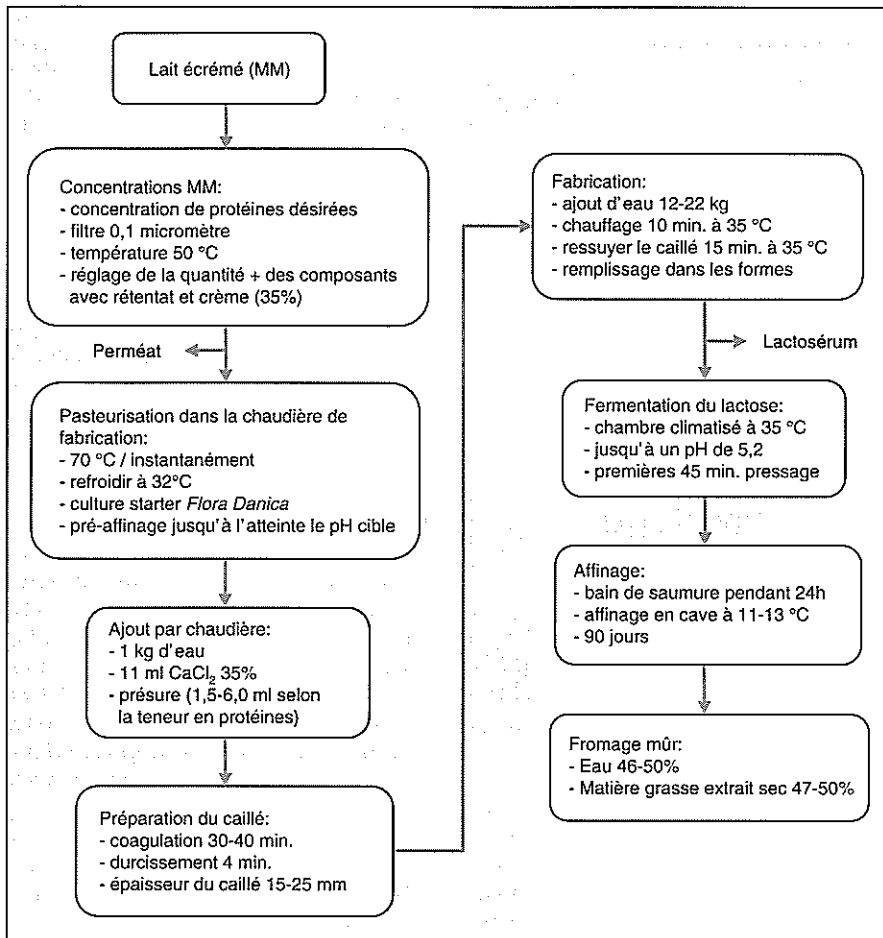 Lait écrémé (MM)
Concentrations MM:
- concentration de protéines désirées
- filtre 0,1 micromètre
- température 50 °C
- réglage de la quantité + des composants
avec rétentat et crème (35%)
Perméat
Pasteurisation dans la chaudière de
fabrication:
- 70 °C / instantanément
- refroidir à 32°C
- culture starter Flora Danica
- pré-affinage jusqu'à l'atteinte le pH cible
Ajout par chaudière:
- 1 kg d'eau
- 11 ml CaCl₂ 35%
- présure (1,5-6,0 ml selon
la teneur en protéines)
Préparation du caillé:
- coagulation 30-40 min.
- durcissement 4 min.
- épaisseur du caillé 15-25 mm
Fabrication:
- ajout d'eau 12-22 kg
- chauffage 10 min. à 35 °C
- ressuyer le caillé 15 min. à 35 °C
- remplissage dans les formes
Lactosérum
Fermentation du lactose:
- chambre climatisé à 35 °C
- jusqu'à un pH de 5,2
- premières 45 min. pressage
Affinage:
- bain de saumure pendant 24h
- affinage en cave à 11-13 °C
- 90 jours
Fromage mûr:
- Eau 46-50%
- Matière grasse extrait sec 47-50%